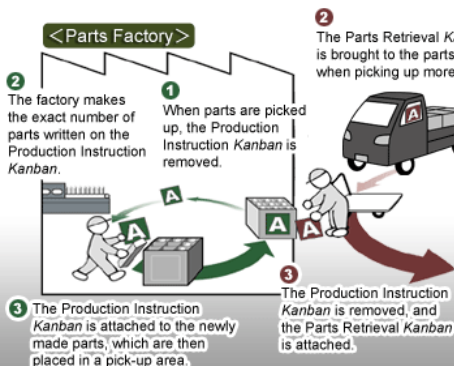 <Parts Factory>
2
The Parts Retrieval
is brought to the parts
when picking up more
2
The factory makes
the exact number of
parts written on the
Production Instruction
Kanban.
1
When parts are picked
up, the Production
Instruction Kanban is
removed.
A
A
A
A
A
3 The Production Instruction
Kanban is attached to the newly
made parts, which are then
placed in a pick-up area.
3
The Production Instruction
Kanban is removed, and
the Parts Retrieval Kanban
is attached.